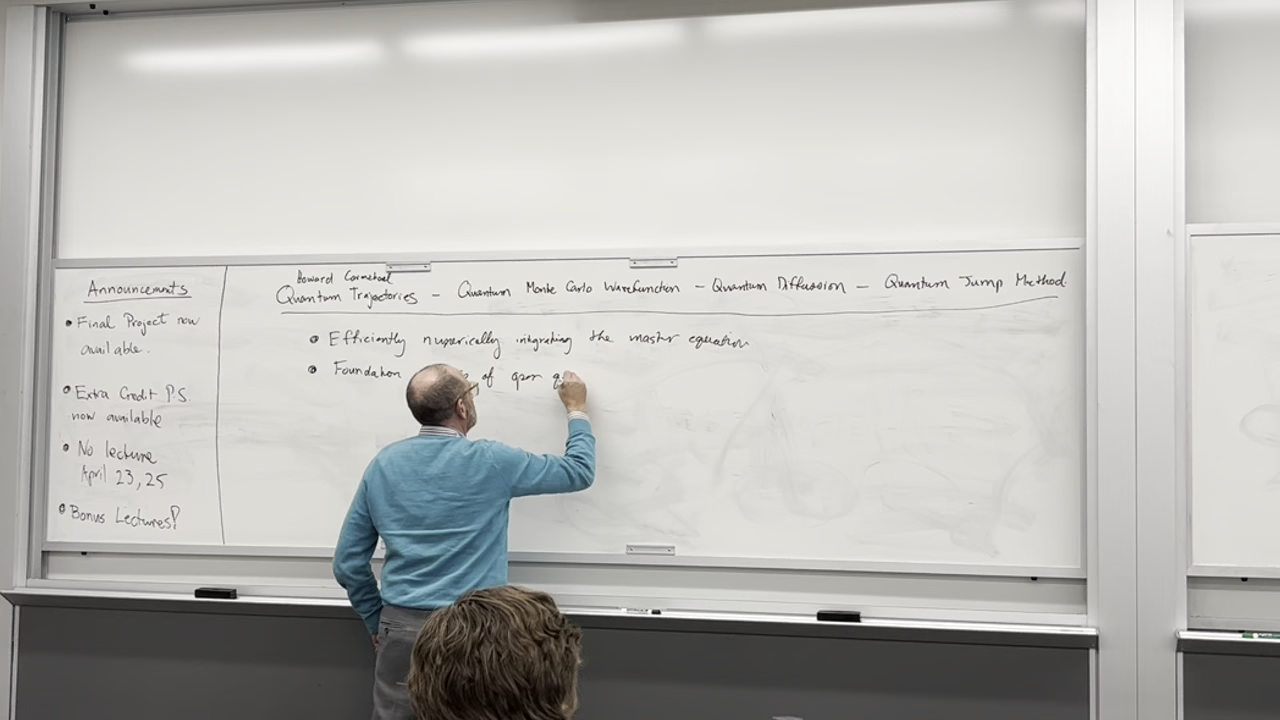 Announcements
• Final Project now
available.
• Extra Credit P.S.
now available
• No lecture
April 23, 25
• Bonus Lectures?
Howard Carmichael
Quantum Trajectories – Quantum Monte Carlo Wavefunction – Quantum Diffusion – Quantum Jump Method.
• Efficiently numerically integrating the master equation
• Foundation of open q